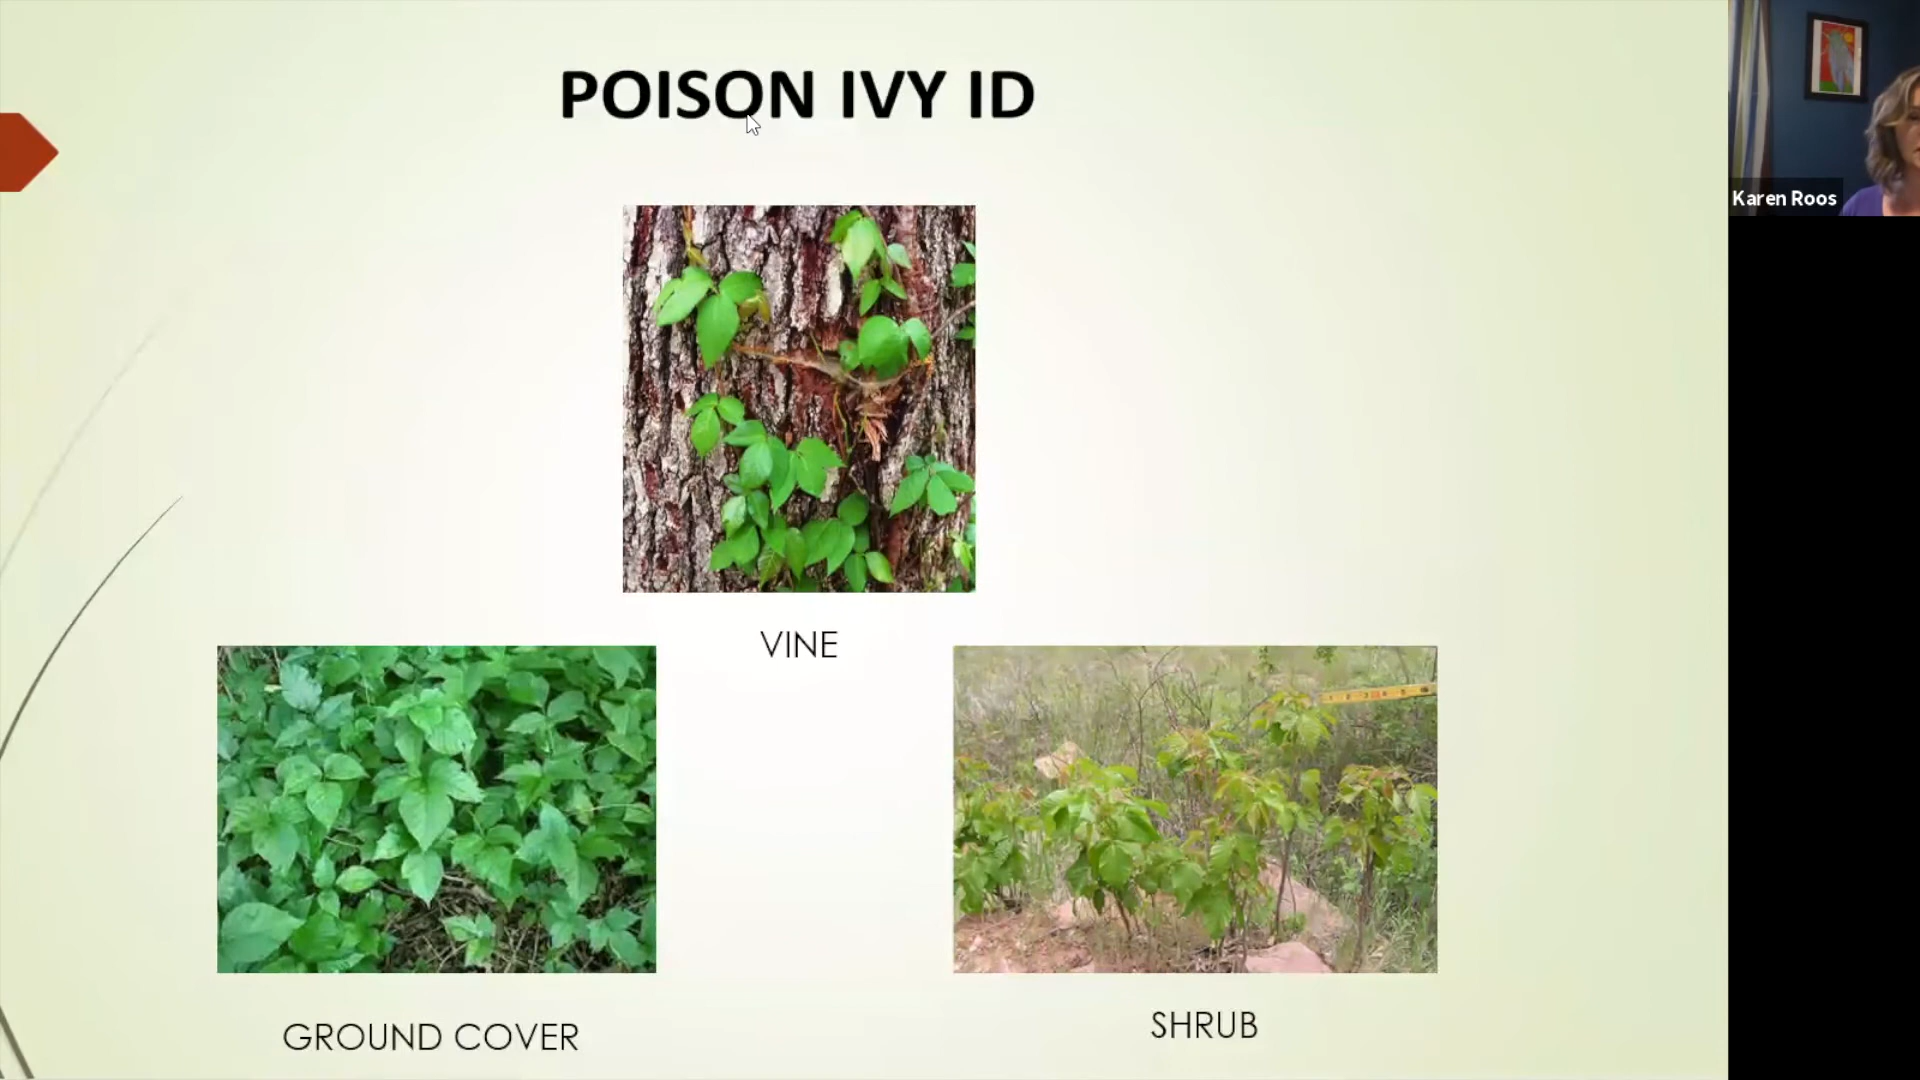 POISON IVY ID
Karen Roos
VINE
GROUND COVER
SHRUB